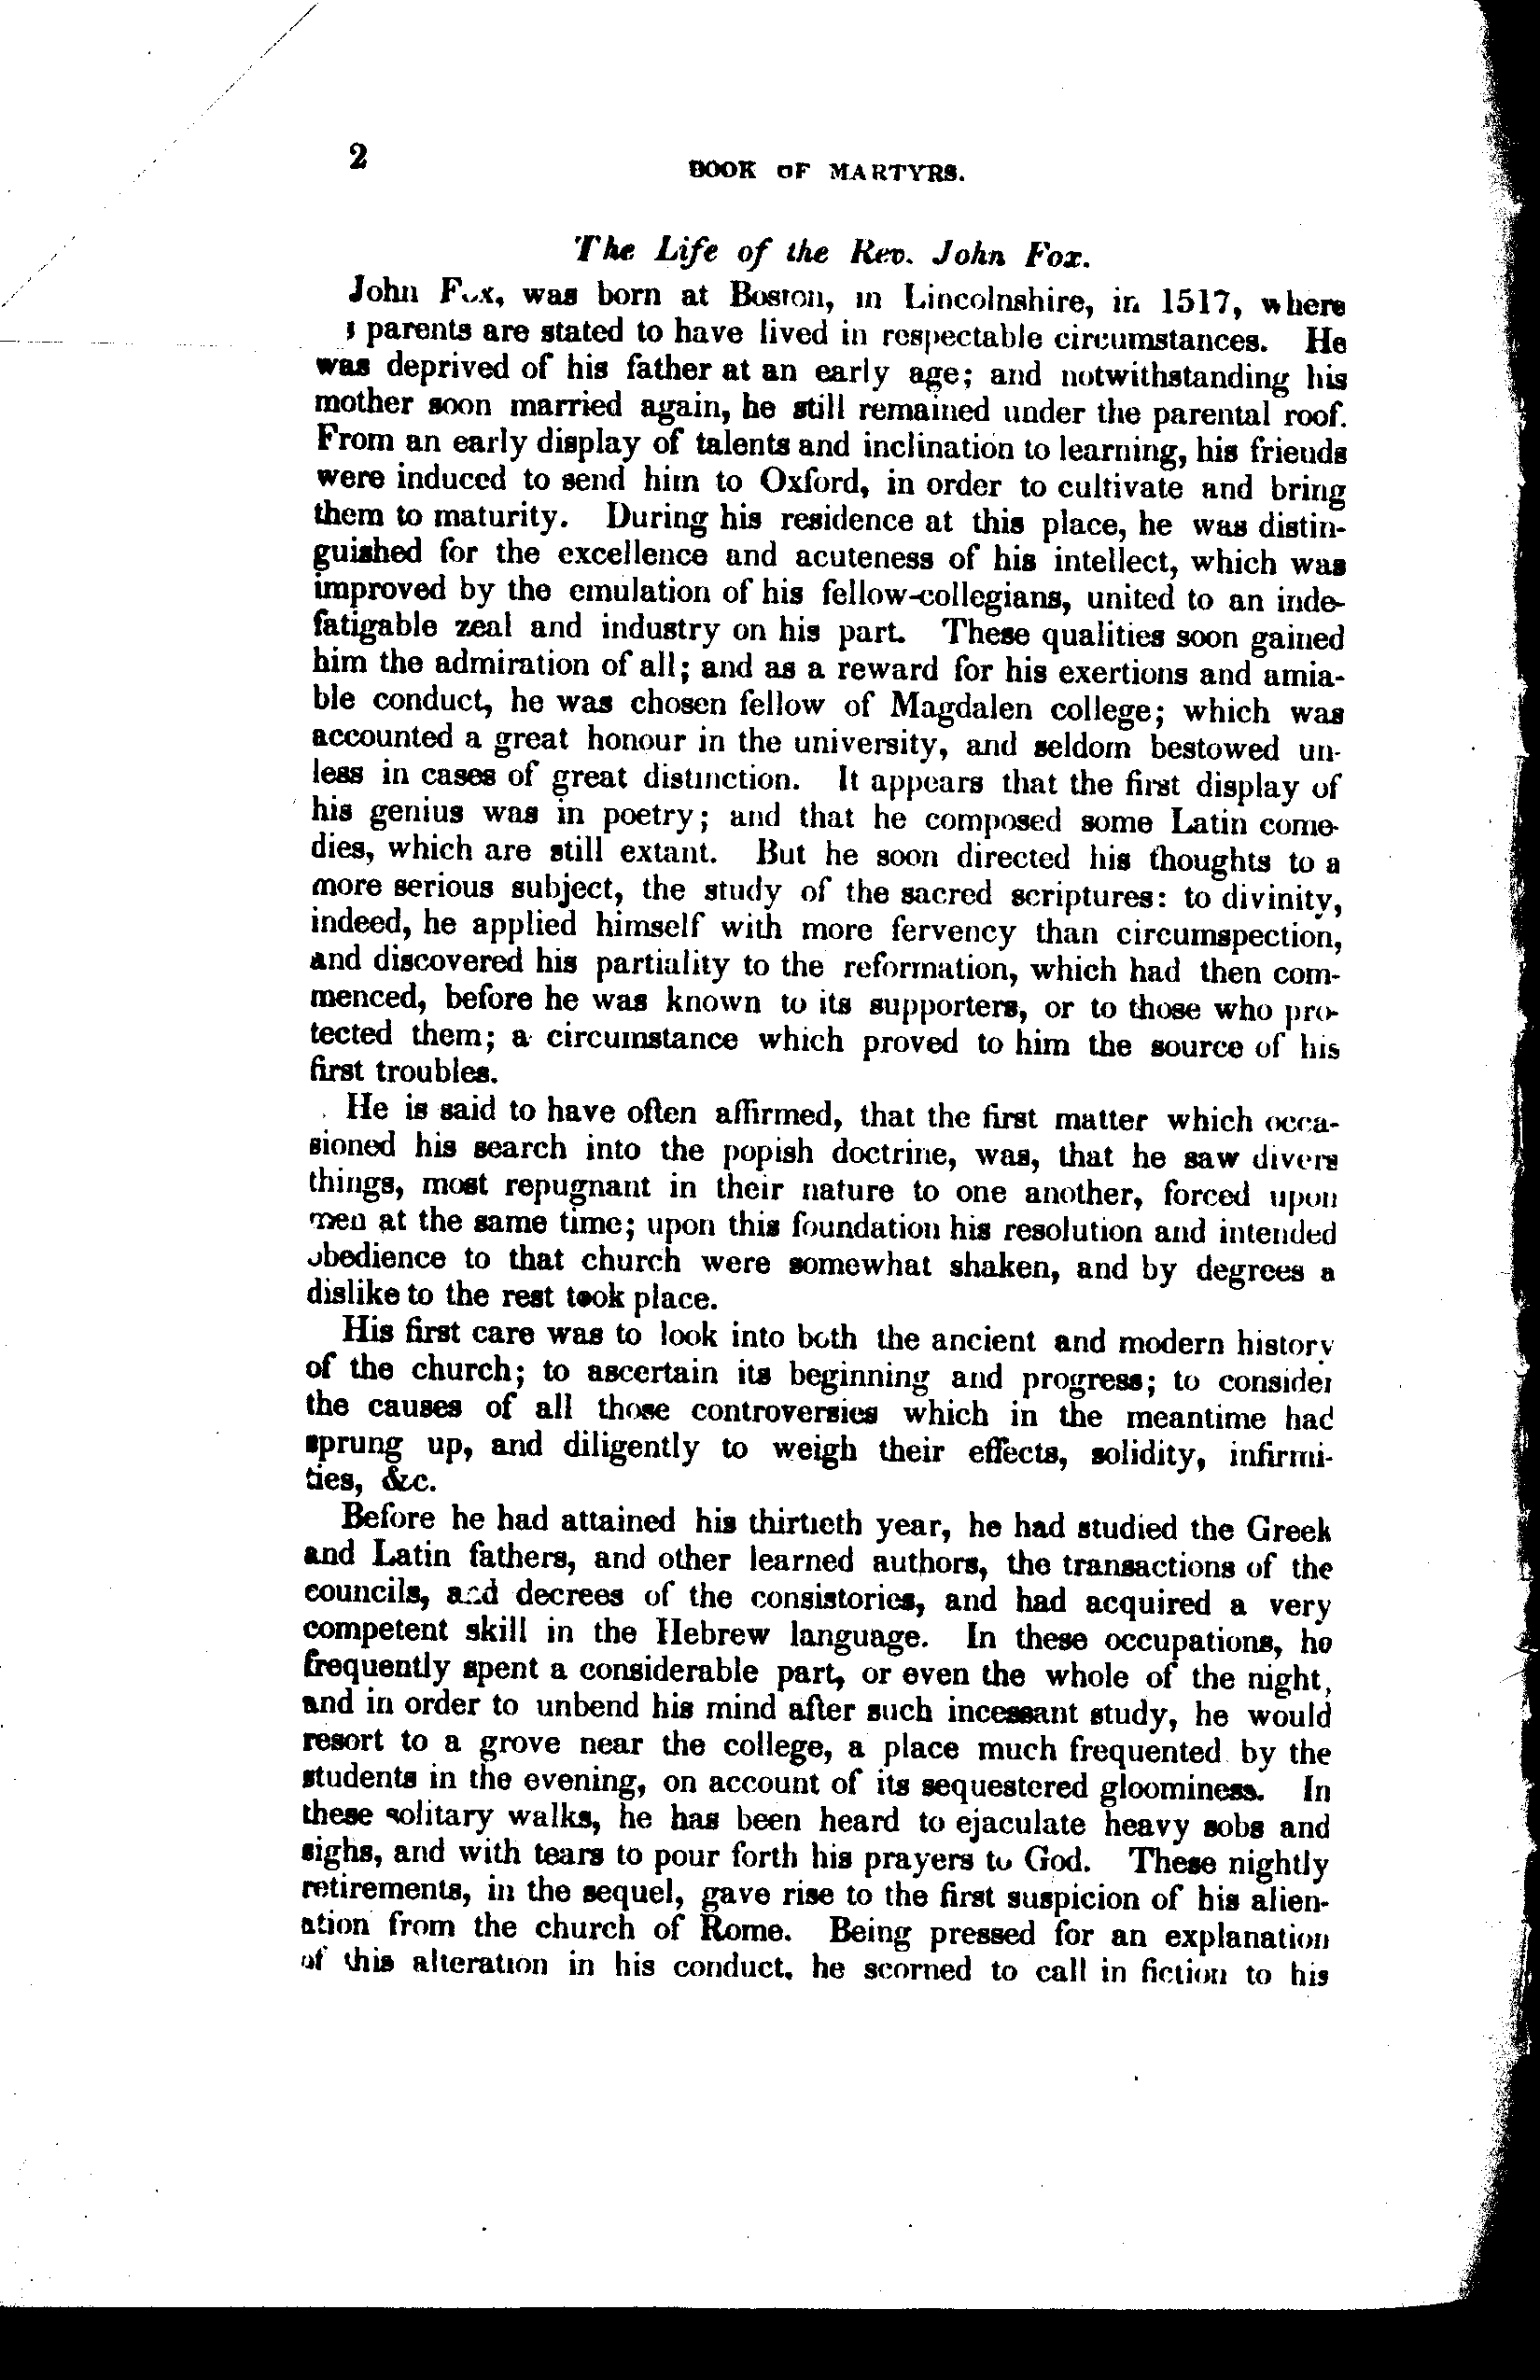 2
BOOK OF MARTYRS.
The Life of the Rev. John Fox.
John Fox, was born at Boston, in Lincolnshire, in 1517, where
parents are stated to have lived in respectable circumstances. He
was deprived of his father at an early age; and notwithstanding his
mother soon married again, he still remained under the parental roof.
From an early display of talents and inclination to learning, his friends
were induced to send him to Oxford, in order to cultivate and bring
them to maturity. During his residence at this place, he was distin-
guished for the excellence and acuteness of his intellect, which was
improved by the emulation of his fellow-collegians, united to an inde-
fatigable zeal and industry on his part. These qualities soon gained
him the admiration of all; and as a reward for his exertions and amia-
ble conduct, he was chosen fellow of Magdalen college; which was
accounted a great honour in the university, and seldom bestowed un-
less in cases of great distinction. It appears that the first display of
his genius was in poetry; and that he composed some Latin come-
dies, which are still extant. But he soon directed his thoughts to a
more serious subject, the study of the sacred scriptures: to divinity,
indeed, he applied himself with more fervency than circumspection,
and discovered his partiality to the reformation, which had then com-
menced, before he was known to its supporters, or to those who pro-
tected them; a circumstance which proved to him the source of his
first troubles.
He is said to have often affirmed, that the first matter which occa-
sioned his search into the popish doctrine, was, that he saw divers
things, most repugnant in their nature to one another, forced upon
men at the same time; upon this foundation his resolution and intended
obedience to that church were somewhat shaken, and by degrees a
dislike to the rest took place.
His first care was to look into both the ancient and modern history
of the church; to ascertain its beginning and progress; to consider
the causes of all those controversies which in the meantime had
sprung up, and diligently to weigh their effects, solidity, infirmi-
ties, &c.
Before he had attained his thirtieth year, he had studied the Greek
and Latin fathers, and other learned authors, the transactions of the
councils, and decrees of the consistories, and had acquired a very
competent skill in the Hebrew language. In these occupations, he
frequently spent a considerable part, or even the whole of the night,
and in order to unbend his mind after such incessant study, he would
resort to a grove near the college, a place much frequented by the
students in the evening, on account of its sequestered gloominess. In
these solitary walks, he has been heard to ejaculate heavy sobs and
sighs, and with tears to pour forth his prayers to God. These nightly
retirements, in the sequel, gave rise to the first suspicion of his alien-
ation from the church of Rome. Being pressed for an explanation
of this alteration in his conduct, he scorned to call in fiction to his